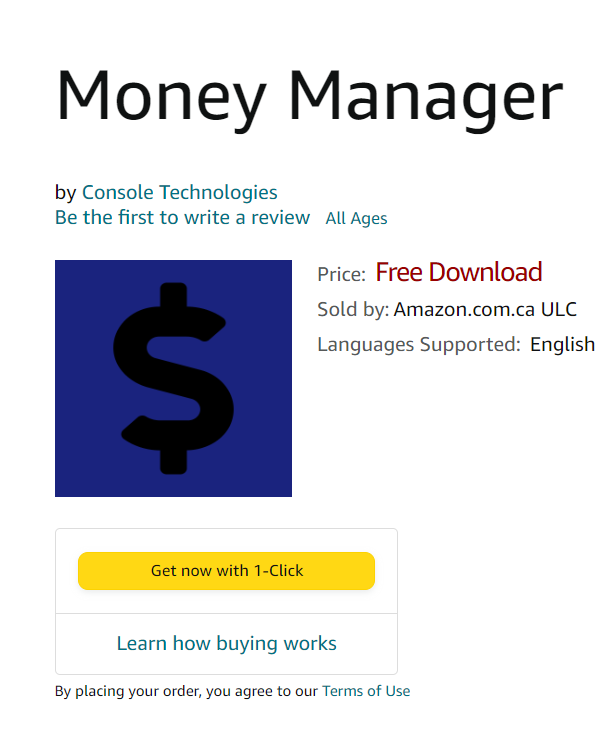 Money Manager
by Console Technologies
Be the first to write a review All Ages
Price: Free Download
Sold by: Amazon.com.ca ULC
Languages Supported: English
$
Get now with 1-Click
Learn how buying works
By placing your order, you agree to our Terms of Use